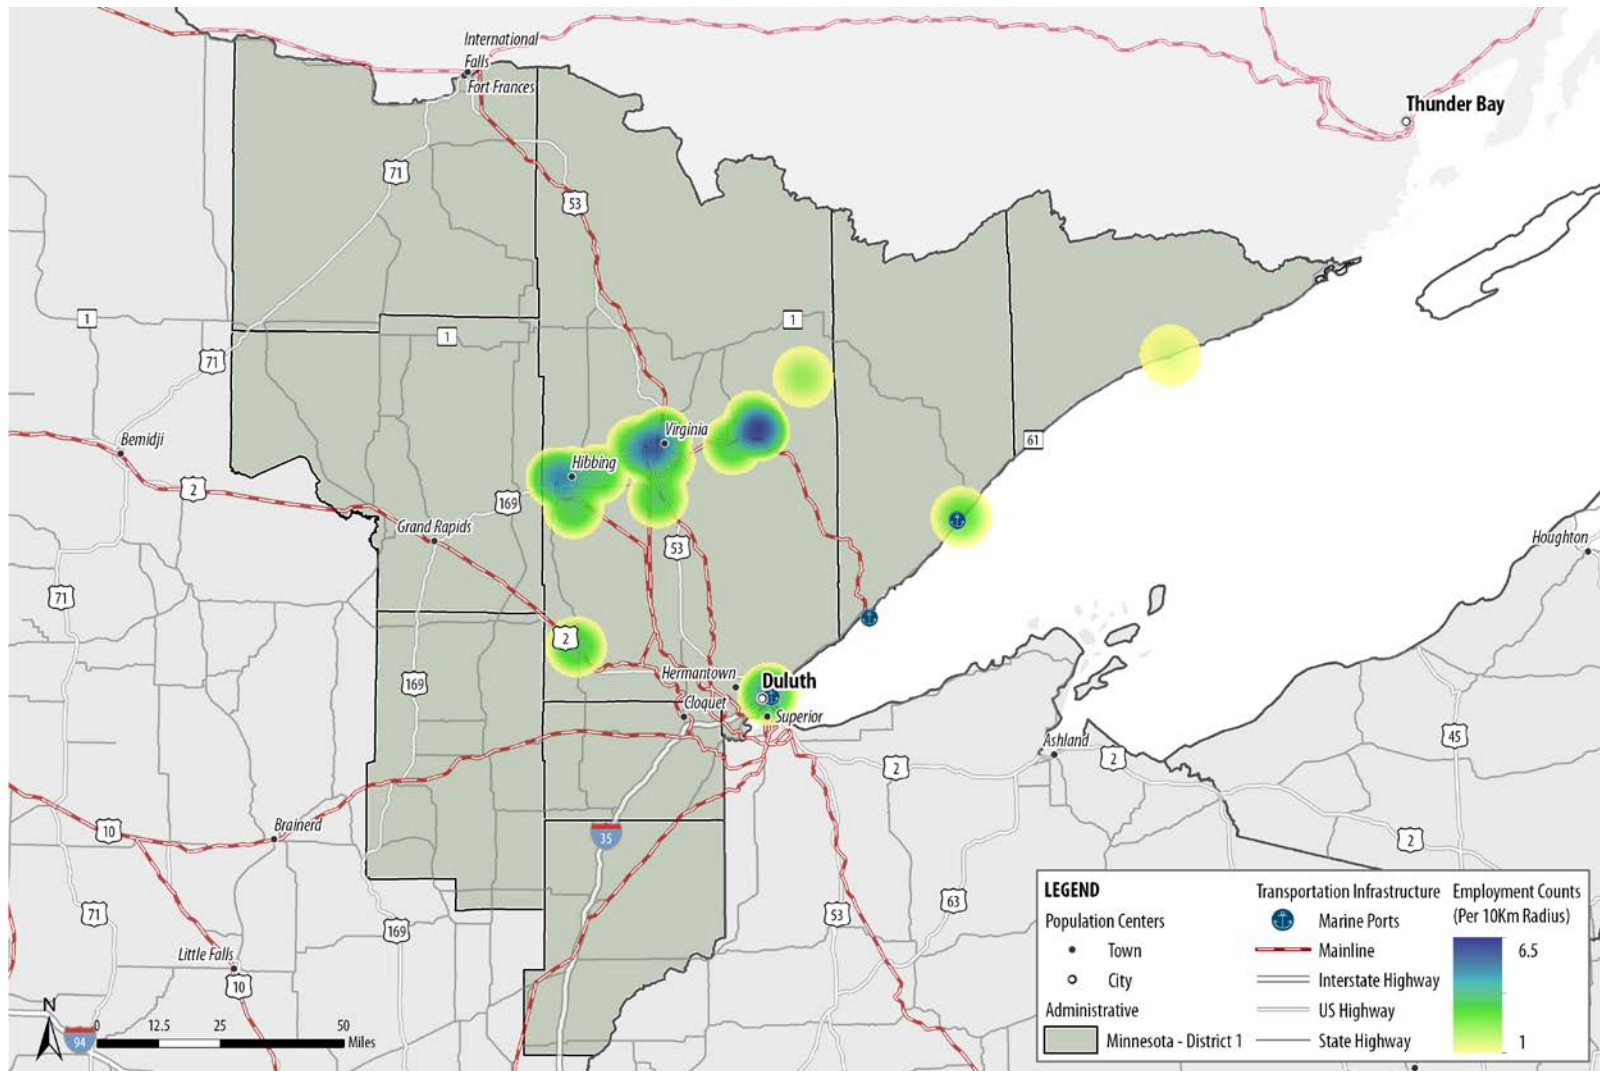 International
Falls
Fort Frances
Thunder Bay
71
53
1
1
1
71
61
Virginia
Hibbing
Bemidji
2
169
Grand Rapids
53
Houghton
71
2
Hermantown
Duluth
169
Cloquet
Superior
45
Ashland
2
2
10
Brainerd
35
2
71
169
63
53
Little Falls
10
N
94
0
12.5
25
50
Miles
LEGEND
Population Centers
Town
City
Administrative
Minnesota - District 1
Transportation Infrastructure
Marine Ports
Mainline
Interstate Highway
US Highway
State Highway
Employment Counts
(Per 10Km Radius)
6.5
1